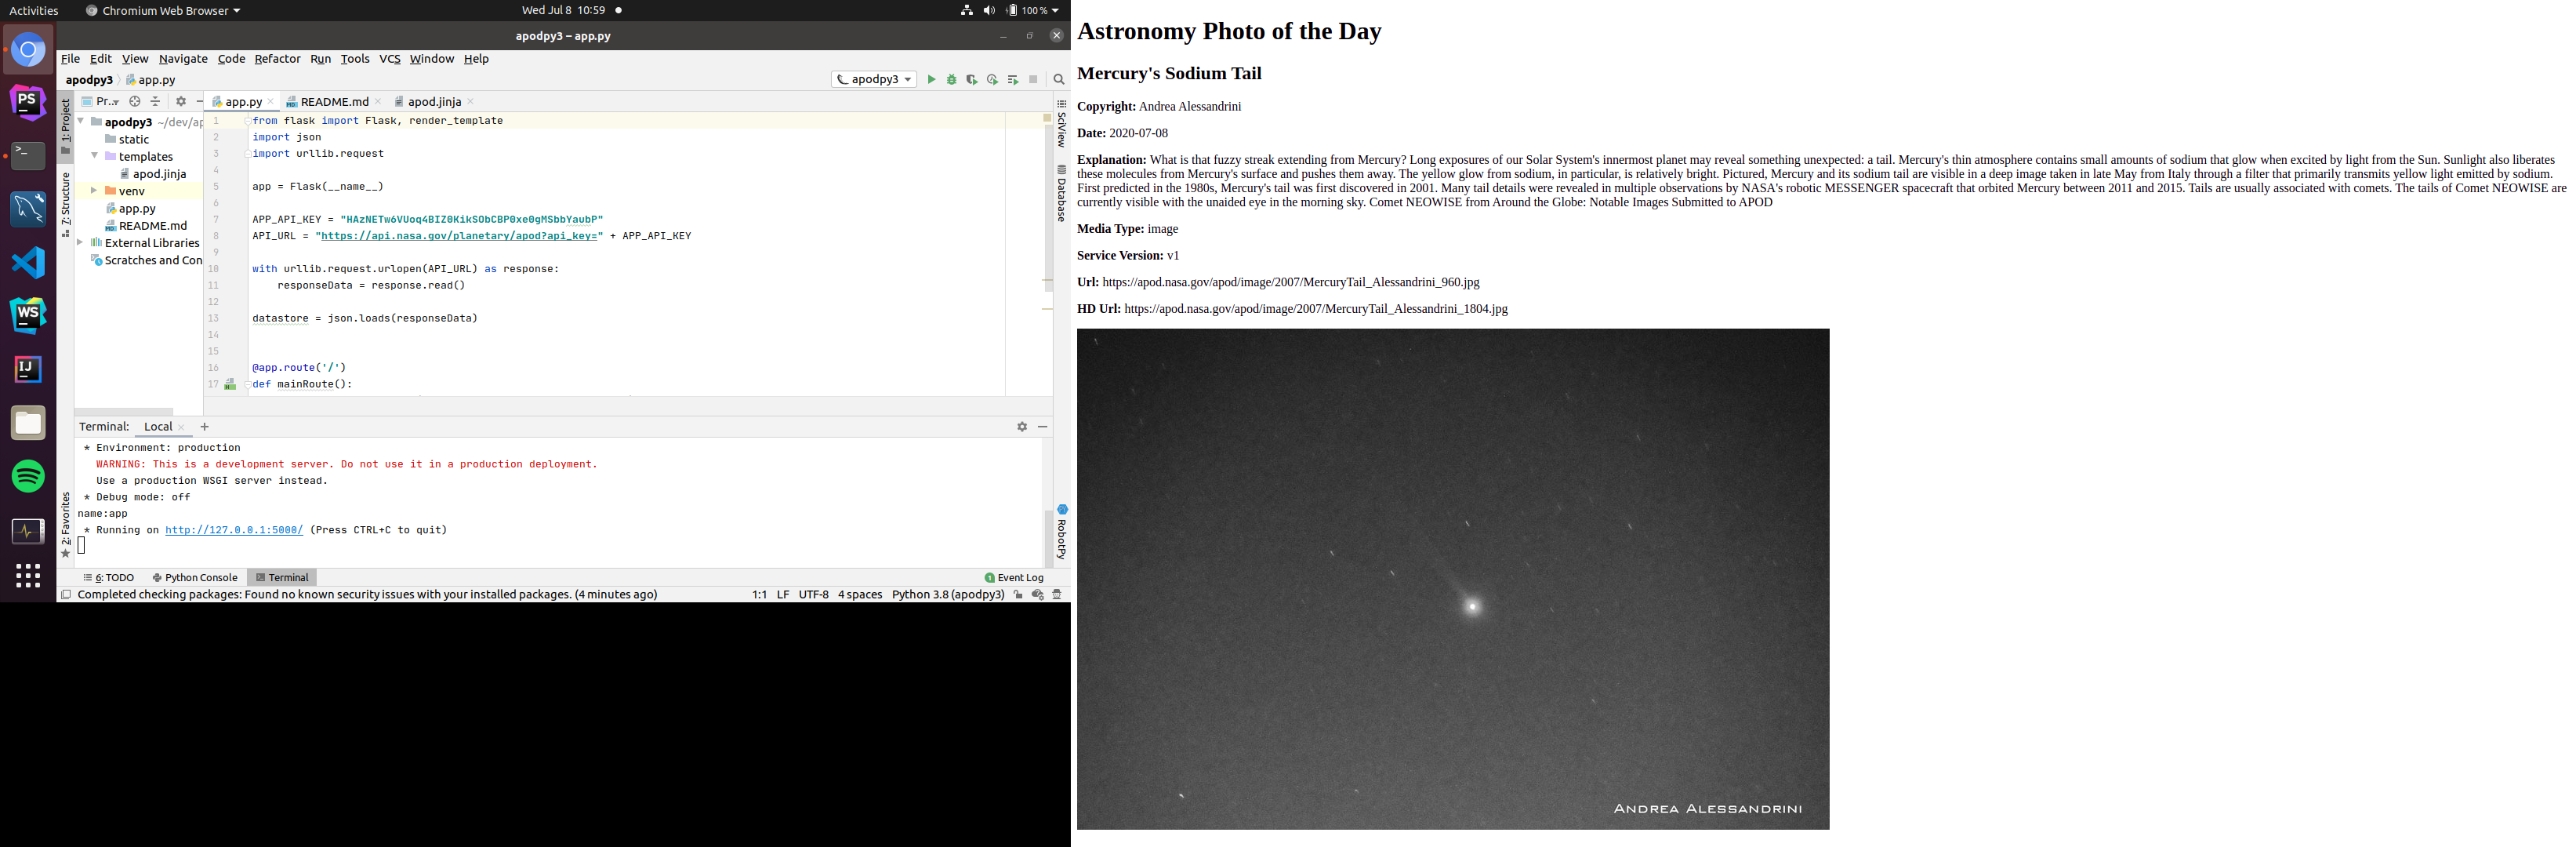 Activities
Chromium Web Browser
Wed Jul 8 10:59
100 %
apodpy3 – app.py
File Edit View Navigate Code Refactor Run Tools VCS Window Help
apodpy3 app.py
apodpy3
1: Project
7: Structure
2: Favorites
Pr...
apodpy3 ~/dev/ap
static
templates
apod.jinja
venv
app.py
README.md
External Libraries
Scratches and Con
app.py README.md apod.jinja
1 from flask import Flask, render_template
2 import json
3 import urllib.request
4
5 app = Flask(__name__)
6
7 APP_API_KEY = "HAzNETw6VUoq4BIZ0KikSObCBP0xe0gMSbbYaubP"
8 API_URL = "https://api.nasa.gov/planetary/apod?api_key=" + APP_API_KEY
9
10 with urllib.request.urlopen(API_URL) as response:
11 responseData = response.read()
12
13 datastore = json.loads(responseData)
14
15
16 @app.route('/')
17 def mainRoute():
SciView
Database
RobotPy
Terminal: Local +
* Environment: production
WARNING: This is a development server. Do not use it in a production deployment.
Use a production WSGI server instead.
* Debug mode: off
name:app
* Running on http://127.0.0.1:5000/ (Press CTRL+C to quit)
6: TODO Python Console Terminal
1 Event Log
Completed checking packages: Found no known security issues with your installed packages. (4 minutes ago)
1:1 LF UTF-8 4 spaces Python 3.8 (apodpy3)
PS
WS
IJ
Astronomy Photo of the Day
Mercury's Sodium Tail
Copyright: Andrea Alessandrini
Date: 2020-07-08
Explanation: What is that fuzzy streak extending from Mercury? Long exposures of our Solar System's innermost planet may reveal something unexpected: a tail. Mercury's thin atmosphere contains small amounts of sodium that glow when excited by light from the Sun. Sunlight also liberates
these molecules from Mercury's surface and pushes them away. The yellow glow from sodium, in particular, is relatively bright. Pictured, Mercury and its sodium tail are visible in a deep image taken in late May from Italy through a filter that primarily transmits yellow light emitted by sodium.
First predicted in the 1980s, Mercury's tail was first discovered in 2001. Many tail details were revealed in multiple observations by NASA's robotic MESSENGER spacecraft that orbited Mercury between 2011 and 2015. Tails are usually associated with comets. The tails of Comet NEOWISE are
currently visible with the unaided eye in the morning sky. Comet NEOWISE from Around the Globe: Notable Images Submitted to APOD
Media Type: image
Service Version: v1
Url: https://apod.nasa.gov/apod/image/2007/MercuryTail_Alessandrini_960.jpg
HD Url: https://apod.nasa.gov/apod/image/2007/MercuryTail_Alessandrini_1804.jpg
ANDREA ALESSANDRINI